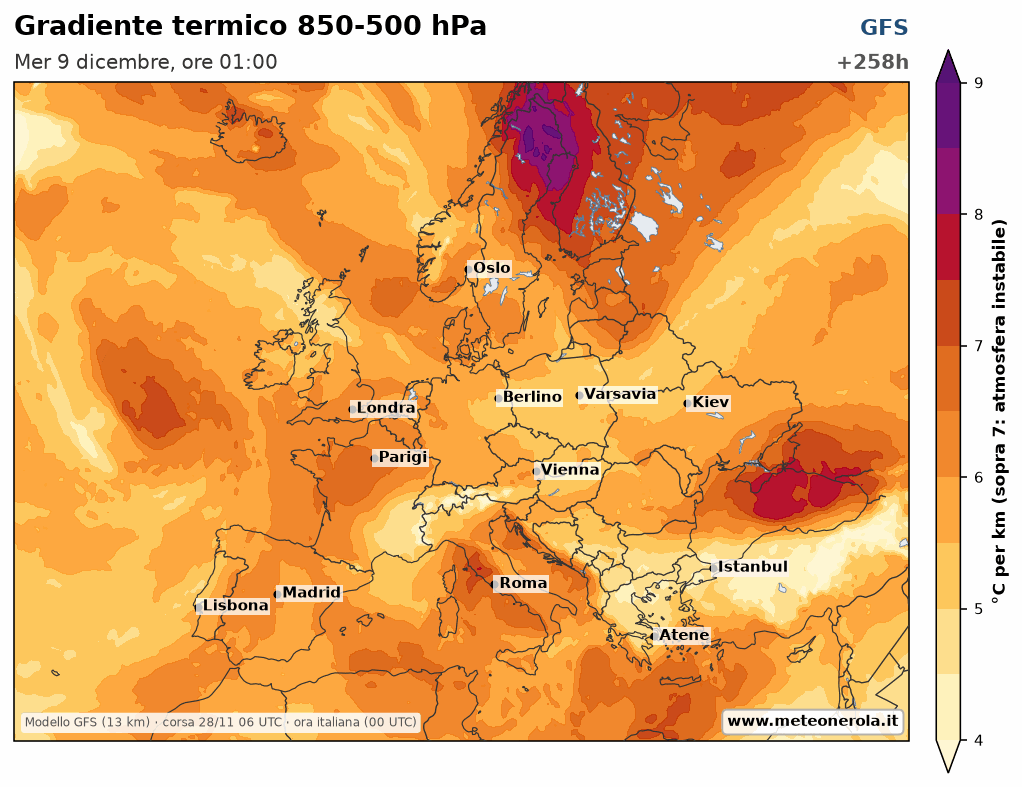 Gradiente termico 850-500 hPa
GFS
Mer 9 dicembre, ore 01:00
+258h
9
8
7
6
5
4
°C per km (sopra 7: atmosfera instabile)
Oslo
Berlino
Varsavia
Kiev
Londra
Parigi
Vienna
Istanbul
Roma
Madrid
Lisbona
Atene
Modello GFS (13 km) · corsa 28/11 06 UTC · ora italiana (00 UTC)
www.meteonerola.it